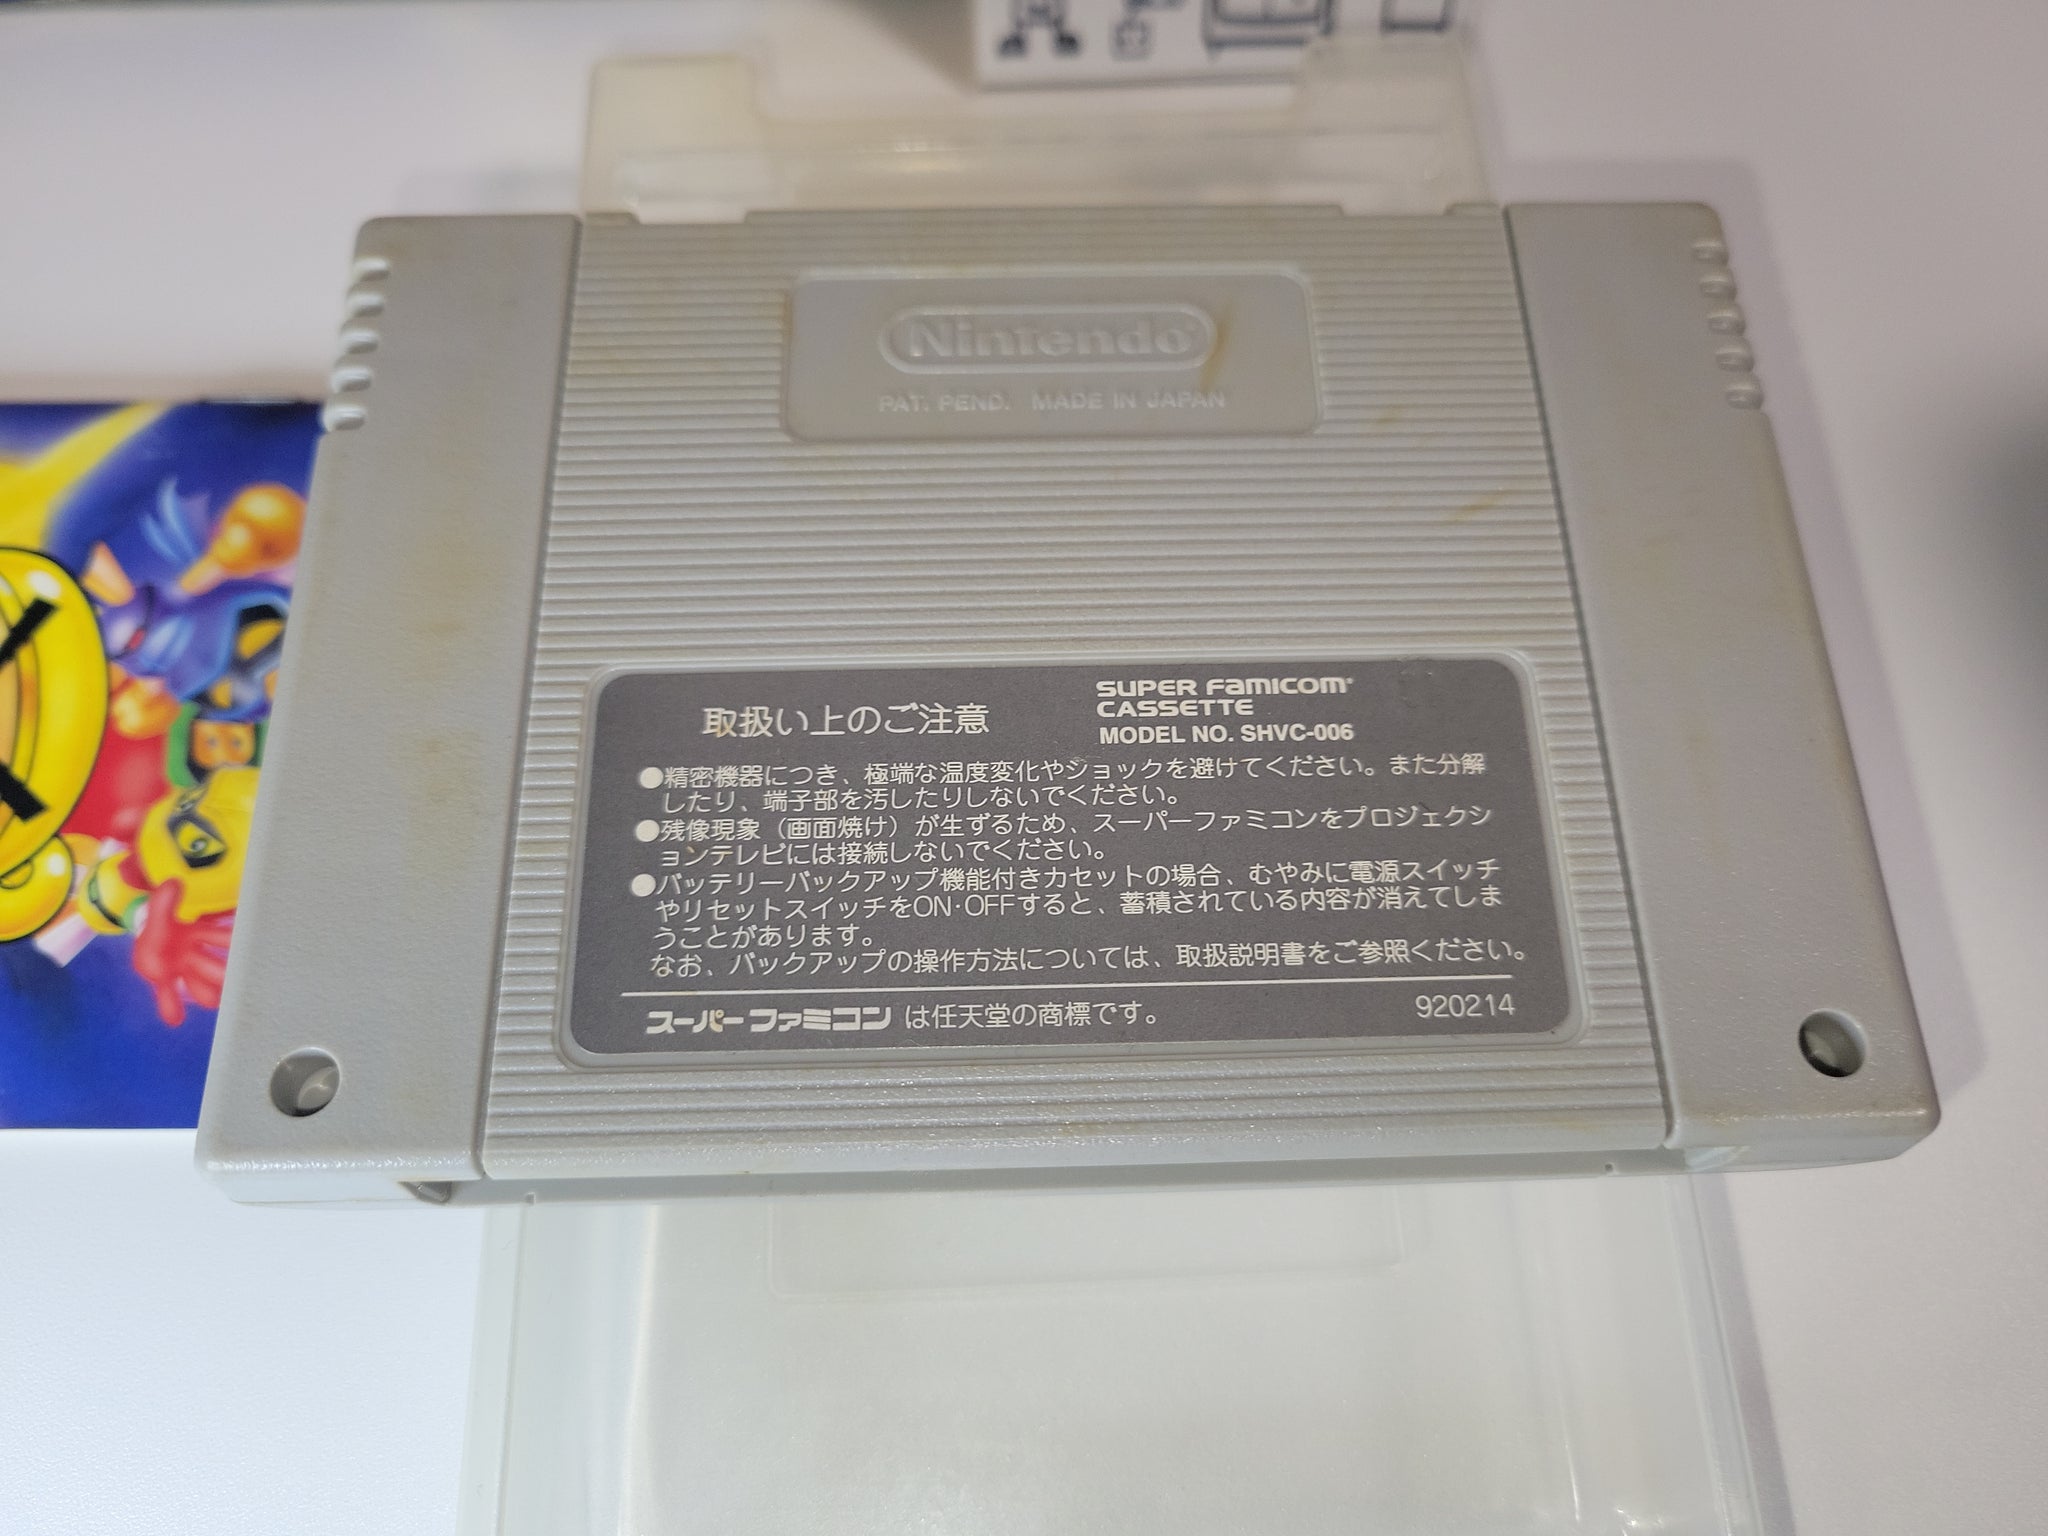 Nintendo
PAT. PEND. MADE IN JAPAN
取扱い上のご注意
SUPER FAMICOM
CASSETTE
MODEL NO. SHVC-006
●精密機器につき、極端な温度変化やショックを避けてください。また分解
したり、端子部を汚したりしないでください。
●残像現象（画面焼け）が生ずるため、スーパーファミコンをプロジェクシ
ョンテレビには接続しないでください。
●バッテリーバックアップ機能付きカセットの場合、むやみに電源スイッチ
やリセットスイッチをON・OFFすると、蓄積されている内容が消えてしま
うことがあります。
なお、バックアップの操作方法については、取扱説明書をご参照ください。
スーパーファミコンは任天堂の商標です。
920214